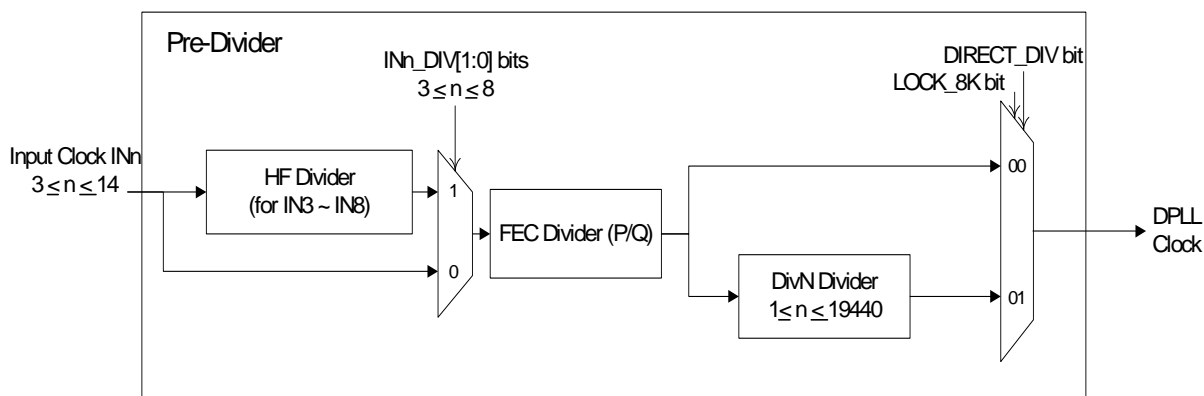 Pre-Divider
INn_DIV[1:0] bits
3 ≤ n ≤ 8
DIRECT_DIV bit
LOCK_8K bit
Input Clock INn
3 ≤ n ≤ 14
HF Divider
(for IN3 ~ IN8)
1
0
FEC Divider (P/Q)
00
DivN Divider
1≤ n ≤ 19440
01
DPLL
Clock